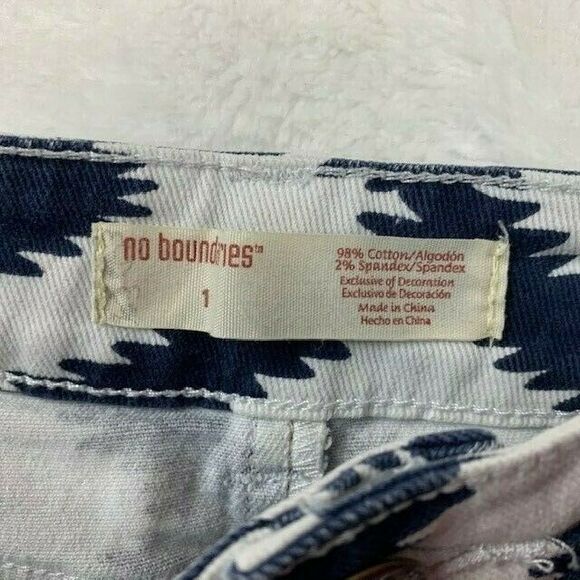 no boundries™
1
98% Cotton/Algodón
2% Spandex/Spandex
Exclusive of Decoration
Exclusivo de Decoración
Made in China
Hecho en China